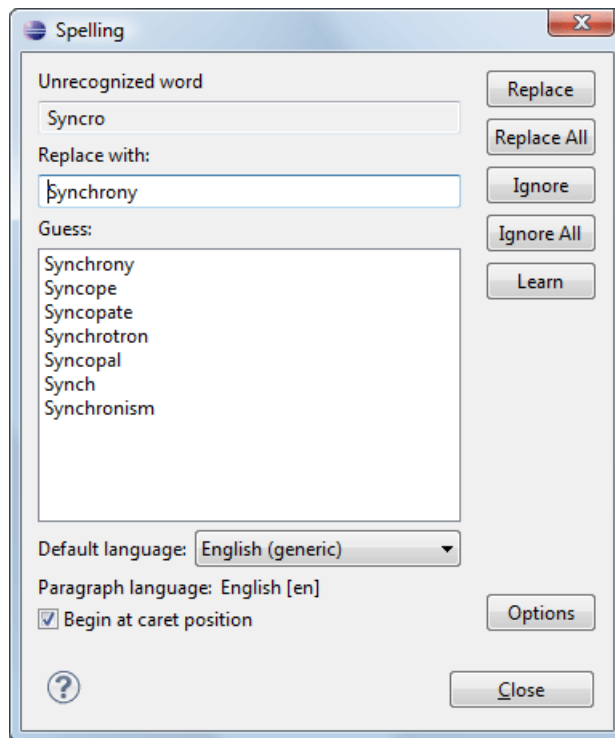 Spelling
Unrecognized word
Syncro
Replace with:
Synchrony
Guess:
Synchrony
Syncope
Syncopate
Synchrotron
Syncopal
Synch
Synchronism
Default language: English (generic)
Paragraph language: English [en]
Begin at caret position
Replace
Replace All
Ignore
Ignore All
Learn
Options
?
Close